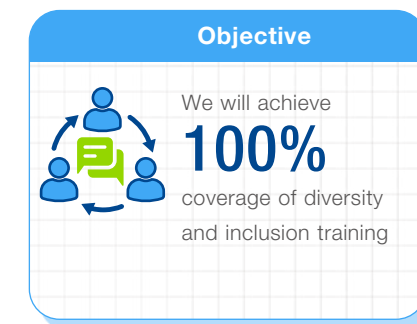 Objective
We will achieve
100%
coverage of diversity
and inclusion training